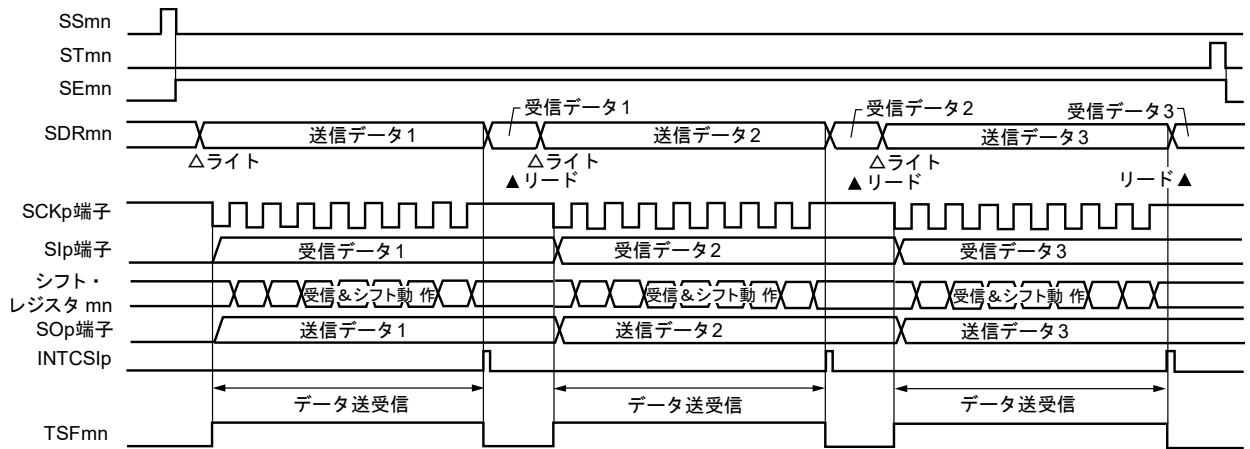 SSmn
STmn
SEmn
受信データ1
受信データ2
受信データ3
SDRmn
送信データ1
送信データ2
送信データ3
△ライト
△ライト
△ライト
▲リード
▲リード
リード▲
SCKp端子
SIp端子
受信データ1
受信データ2
受信データ3
シフト・
レジスタ mn
受信&シフト動 作
受信&シフト動 作
受信&シフト動 作
SOp端子
送信データ1
送信データ2
送信データ3
INTCSIp
データ送受信
データ送受信
データ送受信
TSFmn